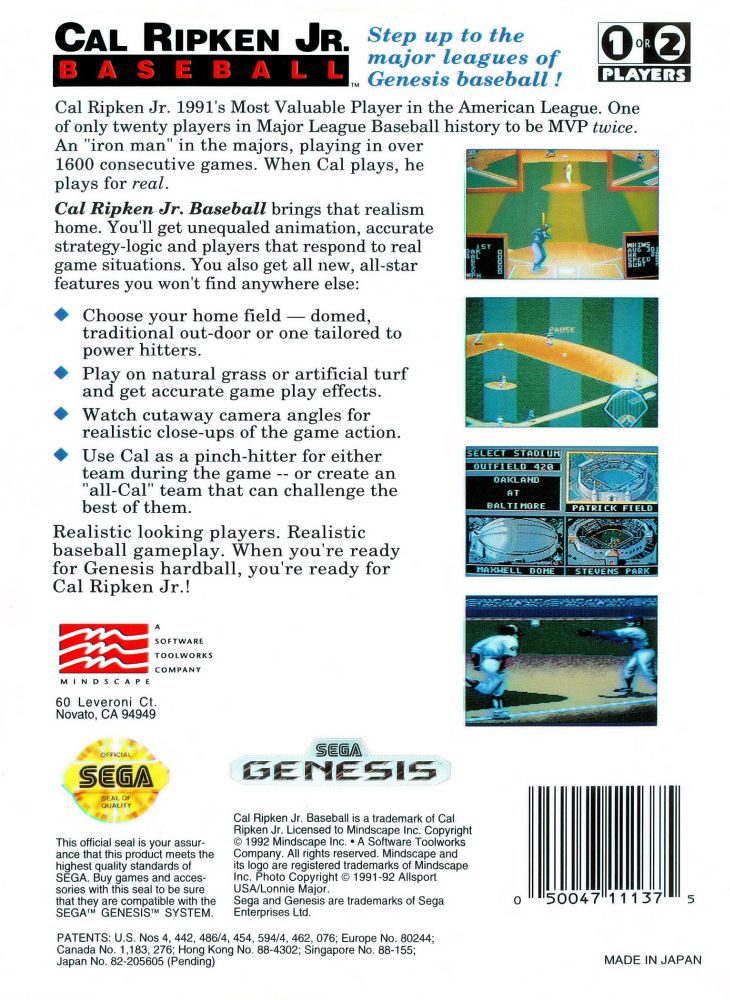 CAL RIPKEN JR.
BASEBALL™
Step up to the
major leagues of
Genesis baseball !
1 OR 2
PLAYERS
Cal Ripken Jr. 1991's Most Valuable Player in the American League. One
of only twenty players in Major League Baseball history to be MVP twice.
An "iron man" in the majors, playing in over
1600 consecutive games. When Cal plays, he
plays for real.
Cal Ripken Jr. Baseball brings that realism
home. You'll get unequaled animation, accurate
strategy-logic and players that respond to real
game situations. You also get all new, all-star
features you won't find anywhere else:
◆ Choose your home field — domed,
traditional out-door or one tailored to
power hitters.
◆ Play on natural grass or artificial turf
and get accurate game play effects.
◆ Watch cutaway camera angles for
realistic close-ups of the game action.
◆ Use Cal as a pinch-hitter for either
team during the game -- or create an
"all-Cal" team that can challenge the
best of them.
Realistic looking players. Realistic
baseball gameplay. When you're ready
for Genesis hardball, you're ready for
Cal Ripken Jr.!
1ST
OAK 0
BAL 0
MPH 0
AVG 301
HR
SPEED
BUNT
PAUSE
SELECT STADIUM
OUTFIELD 420
OAKLAND
AT
BALTIMORE
PATRICK FIELD
MAXWELL DOME
STEVENS PARK
A
SOFTWARE
TOOLWORKS
COMPANY
MINDSCAPE
60 Leveroni Ct.
Novato, CA 94949
OFFICIAL
SEGA
SEAL OF
QUALITY
SEGA
GENESIS
This official seal is your assur-
ance that this product meets the
highest quality standards of
SEGA. Buy games and acces-
sories with this seal to be sure
that they are compatible with the
SEGA™ GENESIS™ SYSTEM.
Cal Ripken Jr. Baseball is a trademark of Cal
Ripken Jr. Licensed to Mindscape Inc. Copyright
© 1992 Mindscape Inc. • A Software Toolworks
Company. All rights reserved. Mindscape and
its logo are registered trademarks of Mindscape
Inc. Photo Copyright © 1991-92 Allsport
USA/Lonnie Major.
Sega and Genesis are trademarks of Sega
Enterprises Ltd.
0 50047 11137 5
PATENTS: U.S. Nos 4, 442, 486/4, 454, 594/4, 462, 076; Europe No. 80244;
Canada No. 1,183, 276; Hong Kong No. 88-4302; Singapore No. 88-155;
Japan No. 82-205605 (Pending)
MADE IN JAPAN